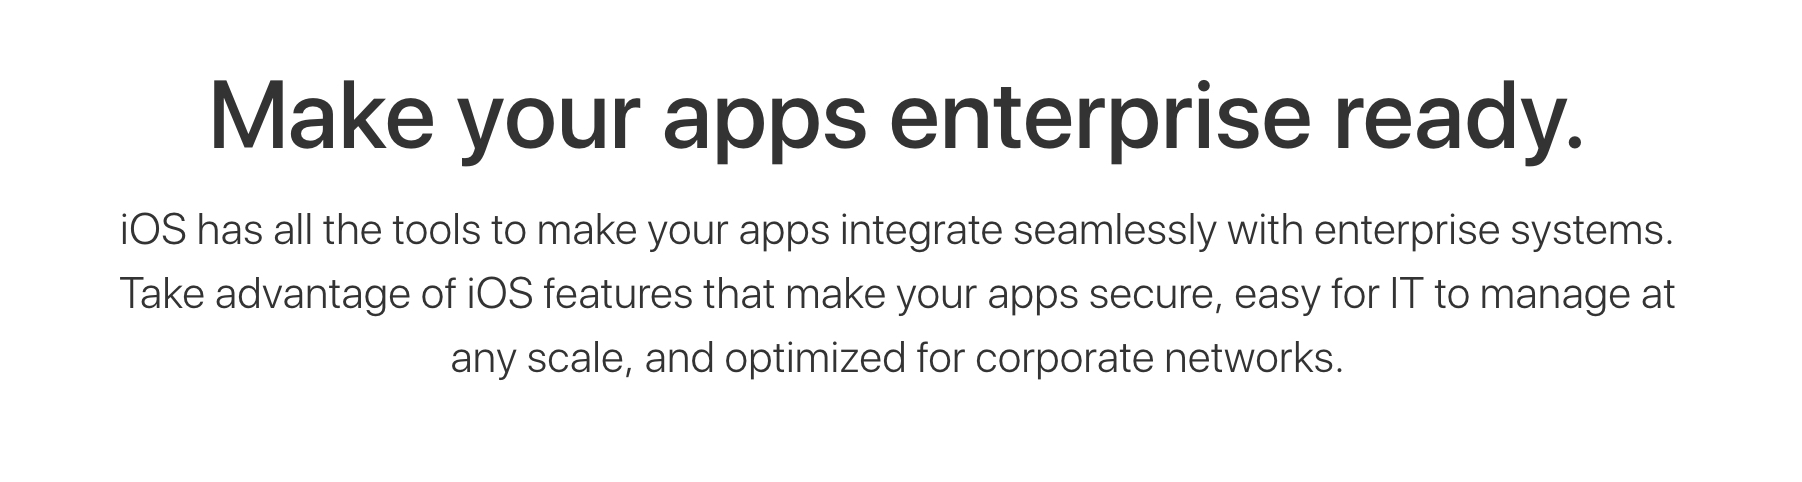 Make your apps enterprise ready.
iOS has all the tools to make your apps integrate seamlessly with enterprise systems.
Take advantage of iOS features that make your apps secure, easy for IT to manage at
any scale, and optimized for corporate networks.